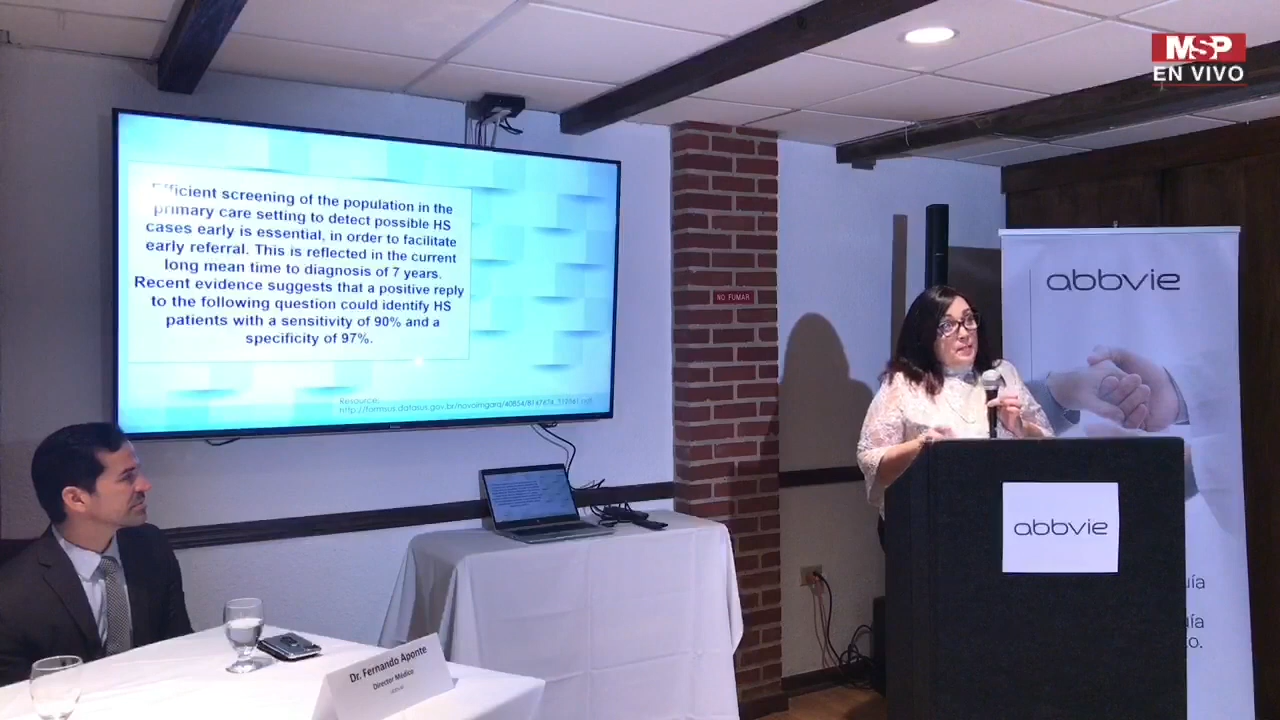 MSP
EN VIVO
Efficient screening of the population in the
primary care setting to detect possible HS
cases early is essential, in order to facilitate
early referral. This is reflected in the current
long mean time to diagnosis of 7 years.
Recent evidence suggests that a positive reply
to the following question could identify HS
patients with a sensitivity of 90% and a
specificity of 97%.
Resource:
NO FUMAR
abbvie
abbvie
Dr. Fernando Aponte
Director Médico
abbvie